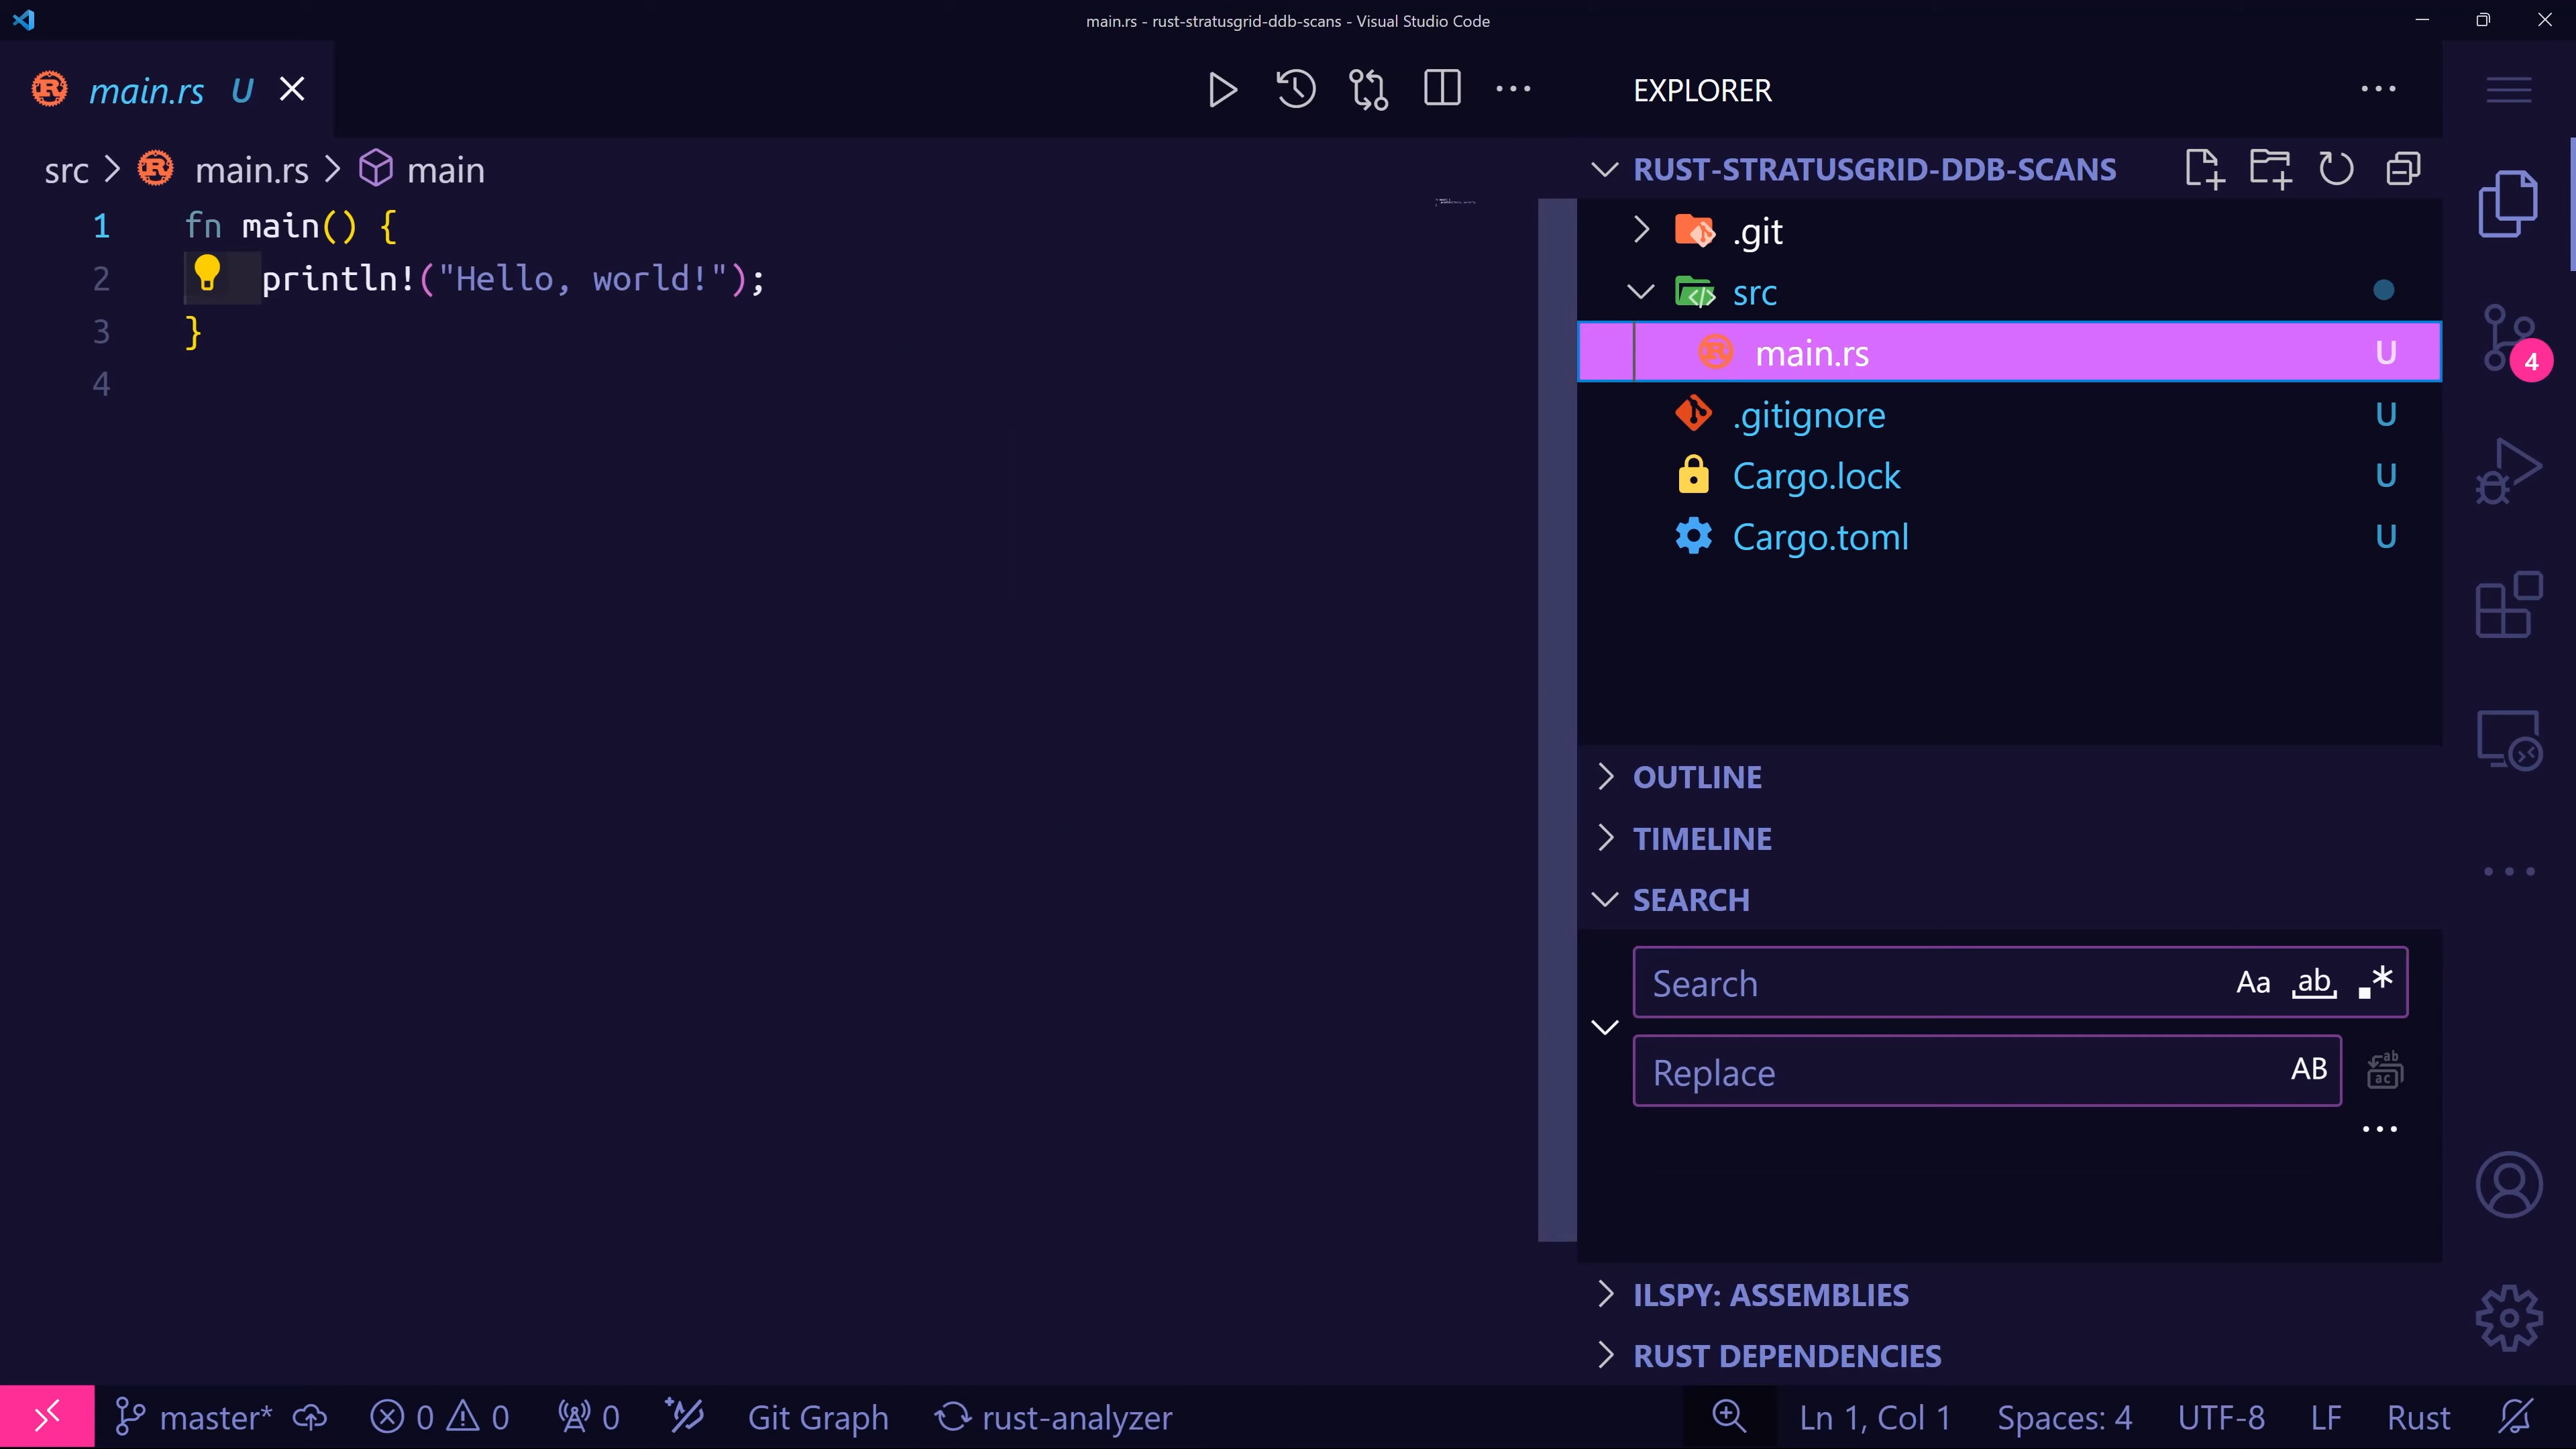 main.rs - rust-stratusgrid-ddb-scans - Visual Studio Code
main.rs U
src > main.rs > main
1 fn main() {
2 println!("Hello, world!");
3 }
4
EXPLORER
RUST-STRATUSGRID-DDB-SCANS
.git
src
main.rs U
.gitignore U
Cargo.lock U
Cargo.toml U
OUTLINE
TIMELINE
SEARCH
Search Aa ab .*
Replace AB
ILSPY: ASSEMBLIES
RUST DEPENDENCIES
4
master* 0 0 0 Git Graph rust-analyzer Ln 1, Col 1 Spaces: 4 UTF-8 LF Rust